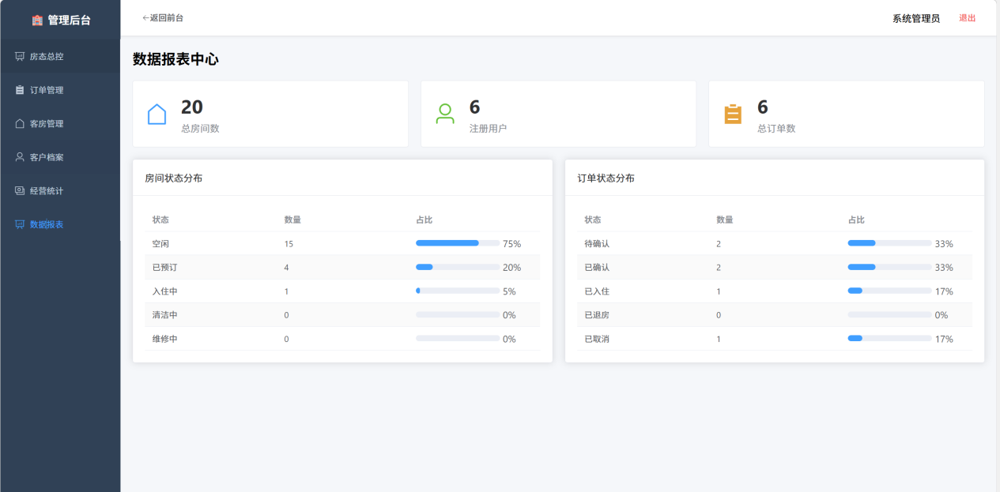 管理后台
←返回前台
系统管理员 退出
房态总控
订单管理
客房管理
客户档案
经营统计
数据报表
数据报表中心
20
总房间数
6
注册用户
6
总订单数
房间状态分布
状态 数量 占比
空闲 15 75%
已预订 4 20%
入住中 1 5%
清洁中 0 0%
维修中 0 0%
订单状态分布
状态 数量 占比
待确认 2 33%
已确认 2 33%
已入住 1 17%
已退房 0 0%
已取消 1 17%